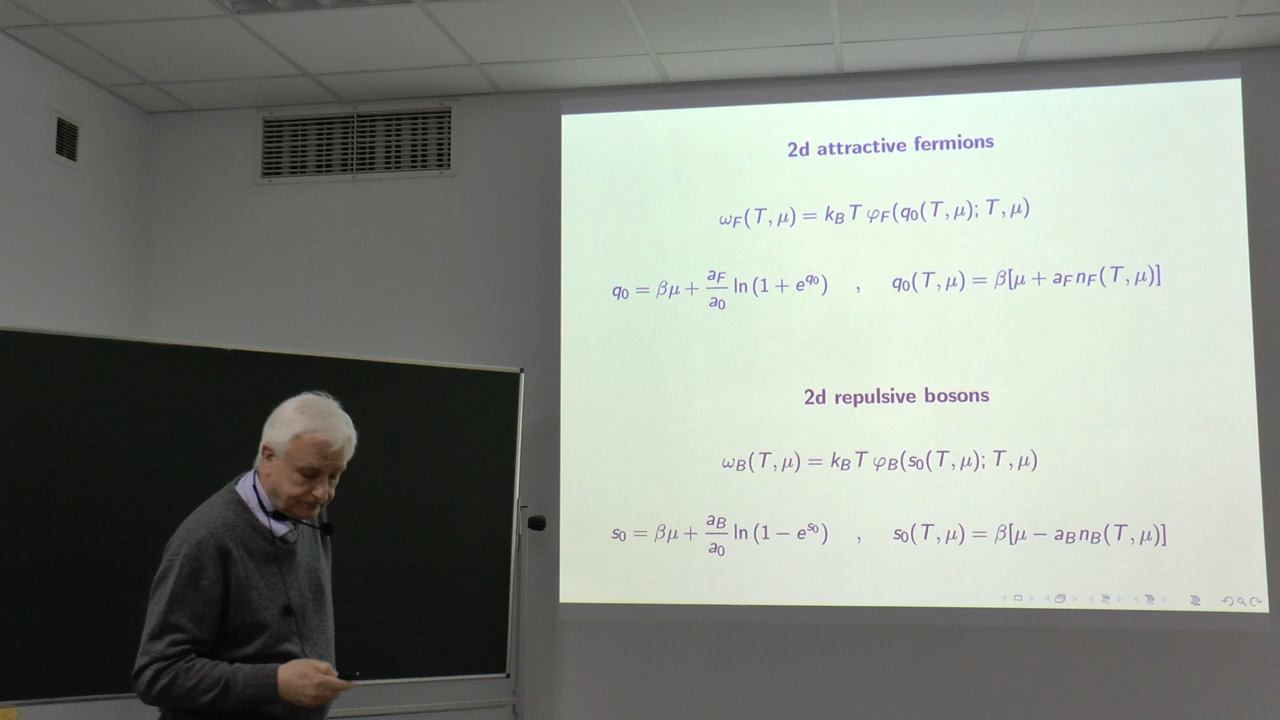 2d attractive fermions
ω_F(T, μ) = k_B T φ_F(q_0(T, μ); T, μ)
q_0 = βμ + a_F/a_0 ln (1 + e^{q_0}) , q_0(T, μ) = β[μ + a_F n_F(T, μ)]
2d repulsive bosons
ω_B(T, μ) = k_B T φ_B(s_0(T, μ); T, μ)
s_0 = βμ + a_B/a_0 ln (1 − e^{s_0}) , s_0(T, μ) = β[μ − a_B n_B(T, μ)]